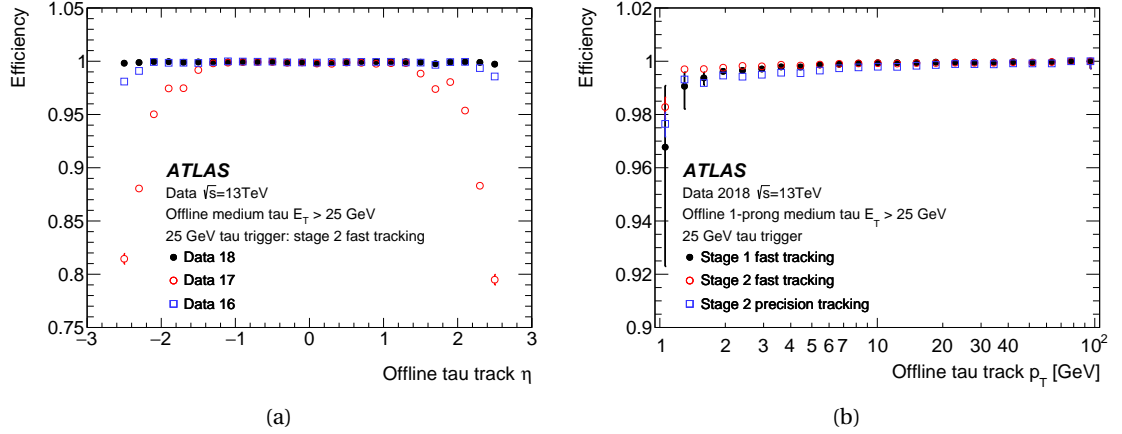 Efficiency
1.05
1
0.95
0.9
0.85
0.8
0.75
ATLAS
Data √s=13TeV
Offline medium tau E_T > 25 GeV
25 GeV tau trigger: stage 2 fast tracking
Data 18
Data 17
Data 16
−3 −2 −1 0 1 2 3
Offline tau track η
(a)
Efficiency
1.02
1
0.98
0.96
0.94
0.92
0.9
ATLAS
Data 2018 √s=13TeV
Offline 1-prong medium tau E_T > 25 GeV
25 GeV tau trigger
Stage 1 fast tracking
Stage 2 fast tracking
Stage 2 precision tracking
1 2 3 4 5 6 7 10 20 30 40 10²
Offline tau track p_T [GeV]
(b)